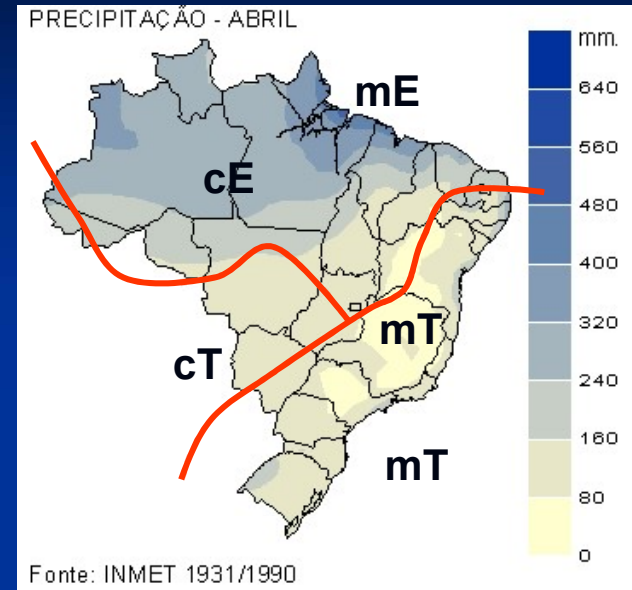 PRECIPITAÇÃO - ABRIL
mm.
mE
640
560
cE
480
400
320
mT
cT
240
160
mT
80
0
Fonte: INMET 1931/1990